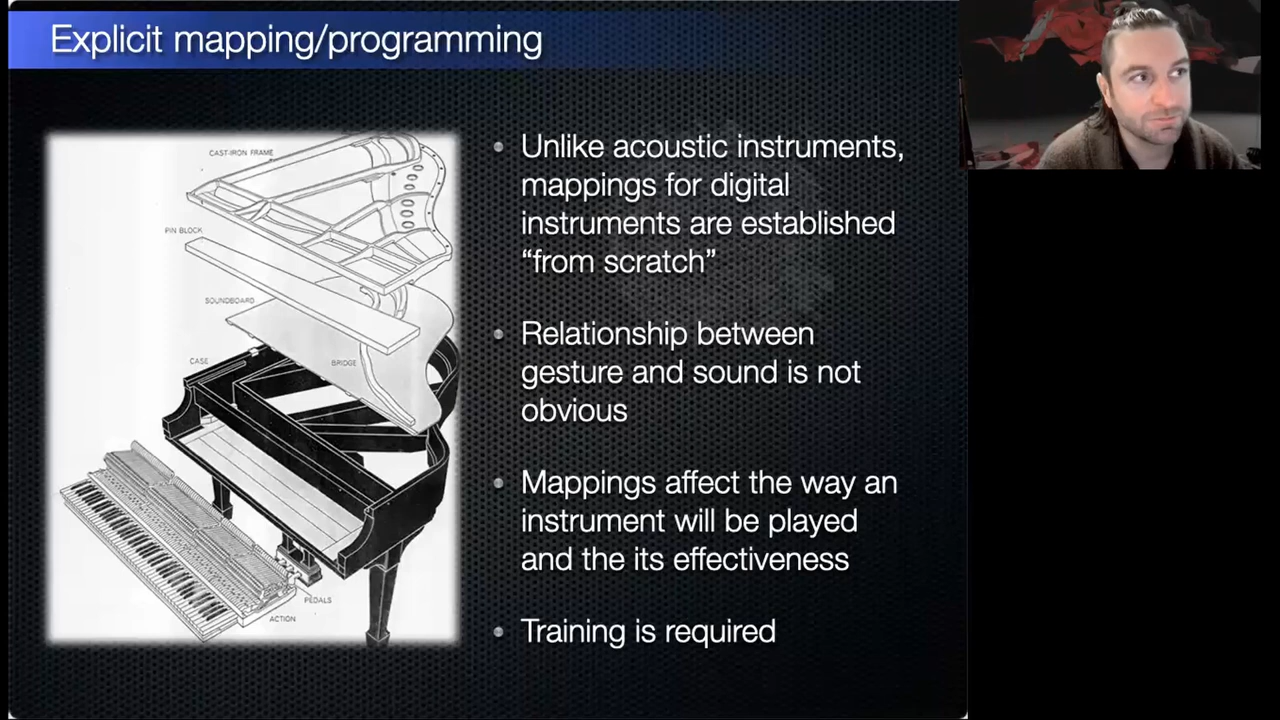 Explicit mapping/programming
CAST-IRON FRAME
PIN BLOCK
SOUNDBOARD
CASE
BRIDGE
PEDALS
ACTION
• Unlike acoustic instruments,
mappings for digital
instruments are established
“from scratch”
• Relationship between
gesture and sound is not
obvious
• Mappings affect the way an
instrument will be played
and the its effectiveness
• Training is required